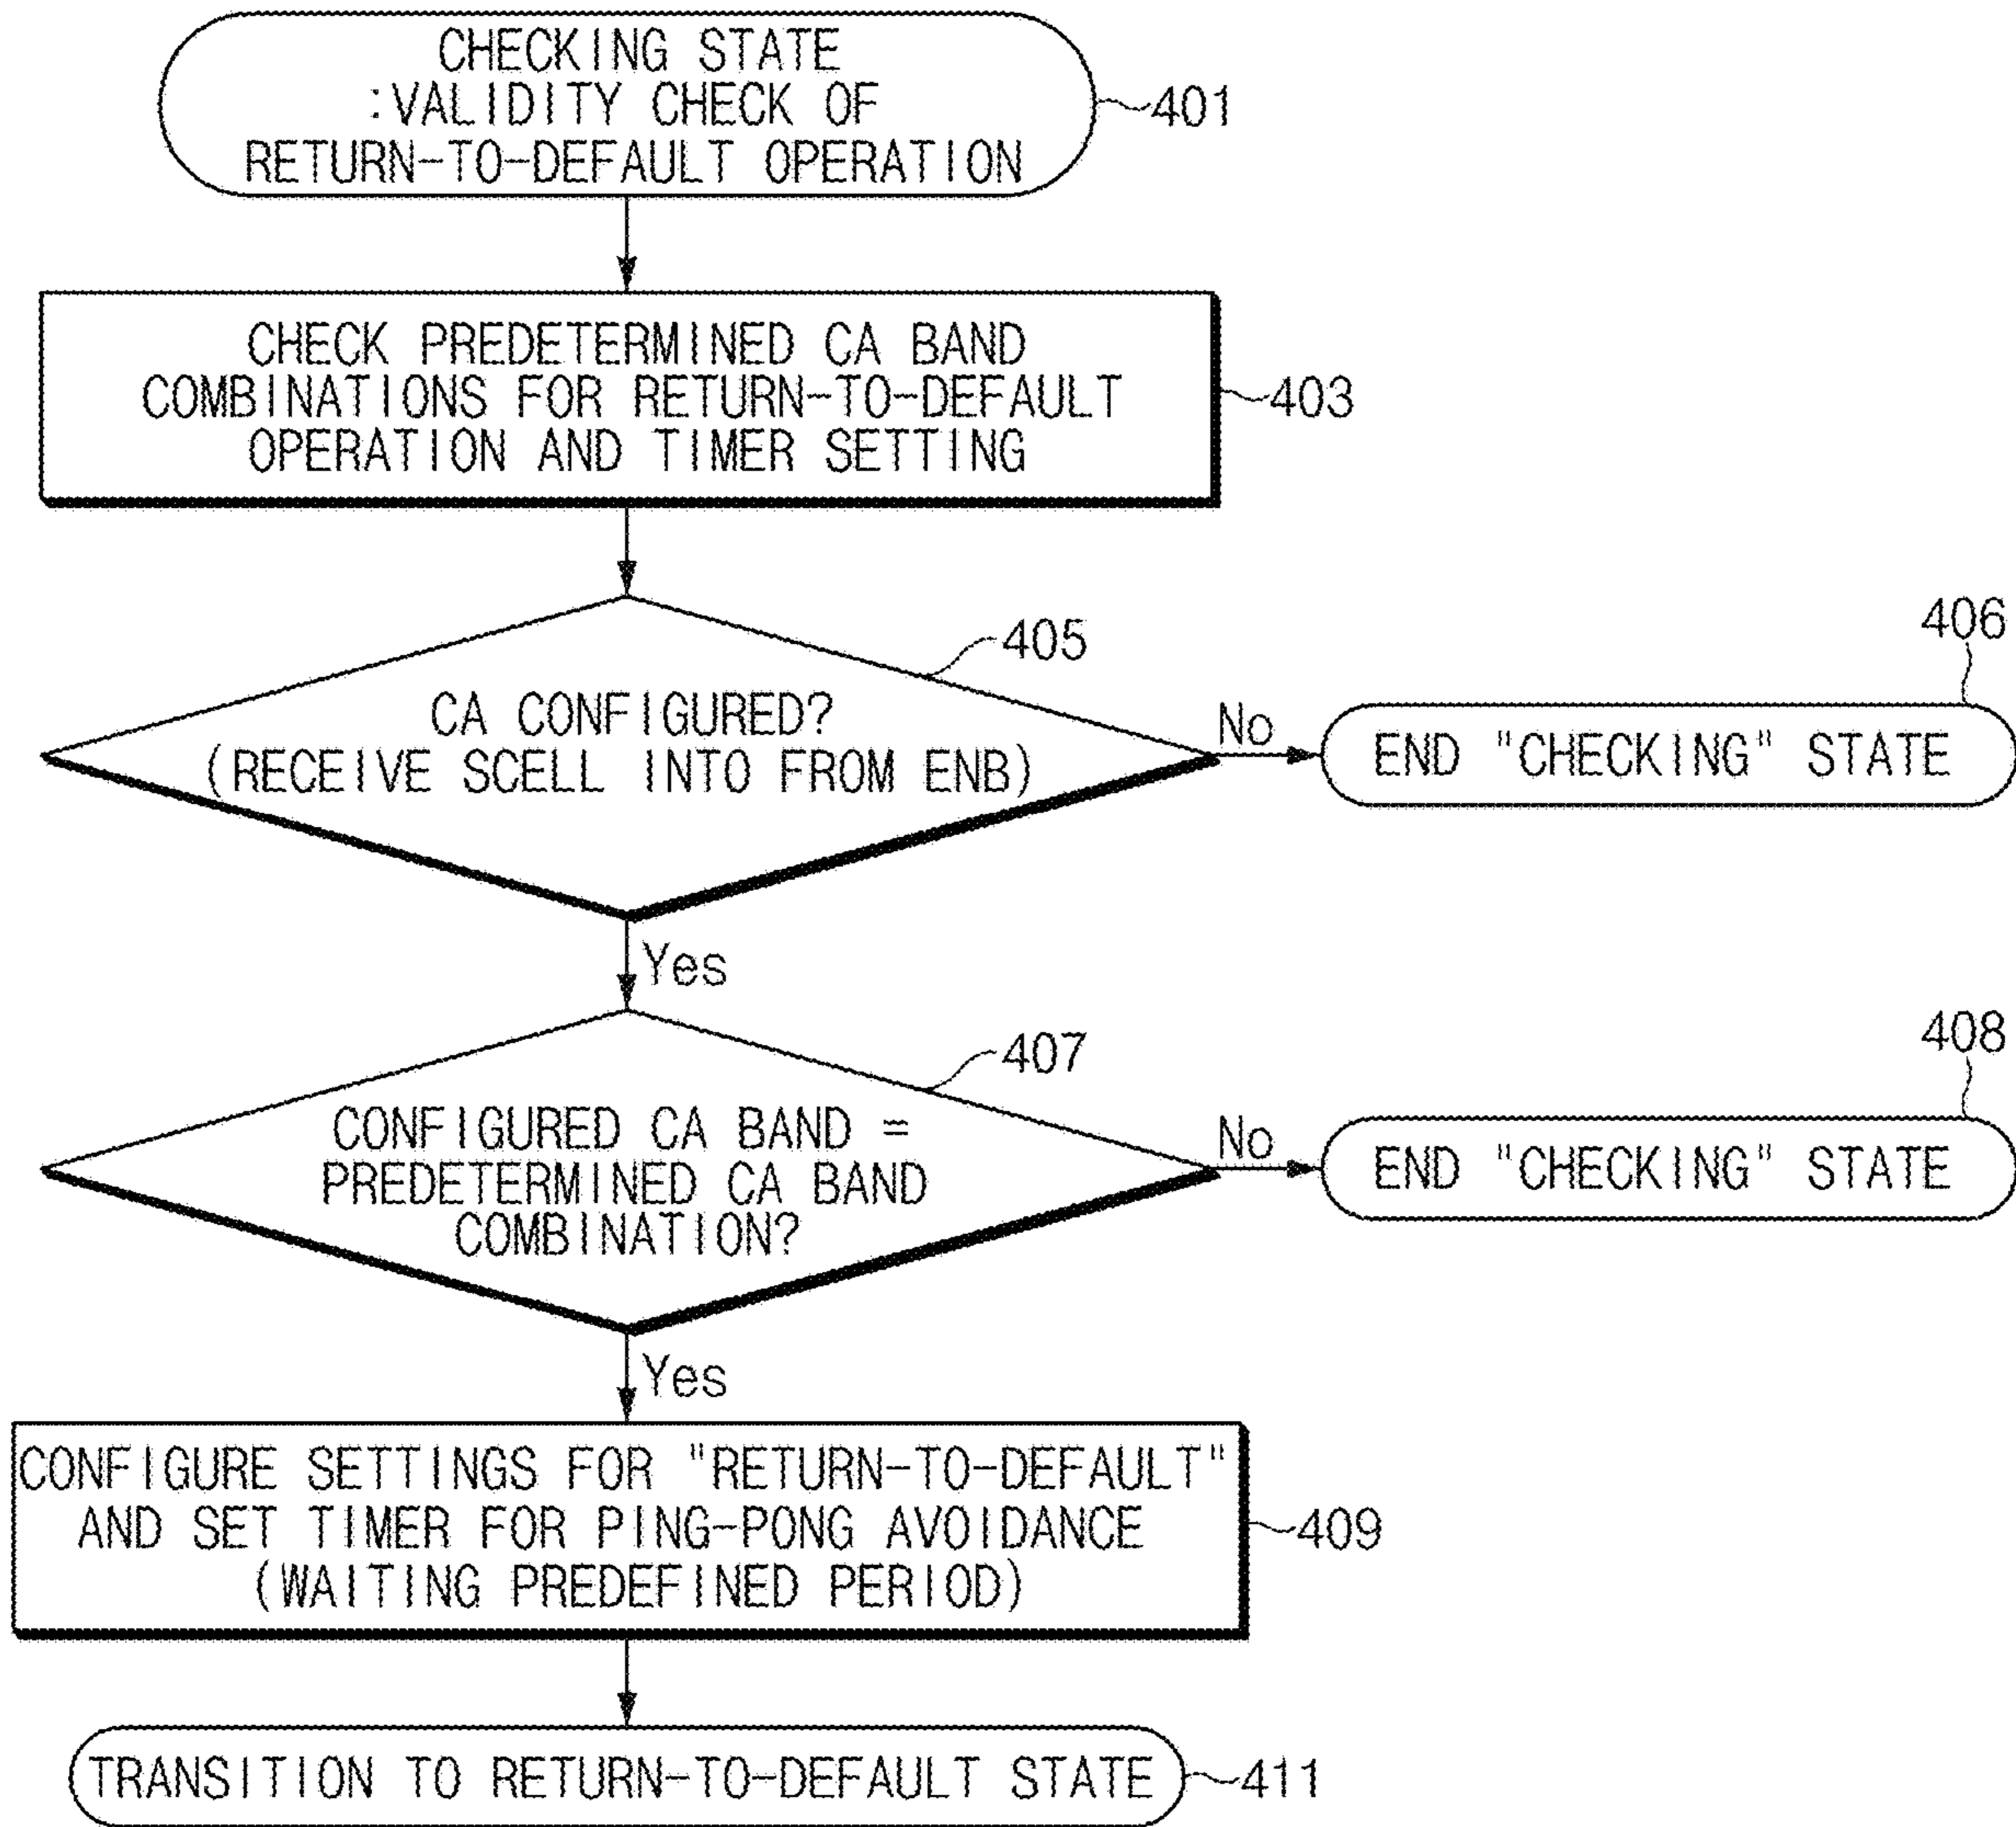 CHECKING STATE
:VALIDITY CHECK OF
RETURN-TO-DEFAULT OPERATION
401
CHECK PREDETERMINED CA BAND
COMBINATIONS FOR RETURN-TO-DEFAULT
OPERATION AND TIMER SETTING
403
405
CA CONFIGURED?
(RECEIVE SCELL INTO FROM ENB)
No
406
END "CHECKING" STATE
Yes
407
CONFIGURED CA BAND =
PREDETERMINED CA BAND
COMBINATION?
No
408
END "CHECKING" STATE
Yes
CONFIGURE SETTINGS FOR "RETURN-TO-DEFAULT"
AND SET TIMER FOR PING-PONG AVOIDANCE
(WAITING PREDEFINED PERIOD)
409
TRANSITION TO RETURN-TO-DEFAULT STATE
411